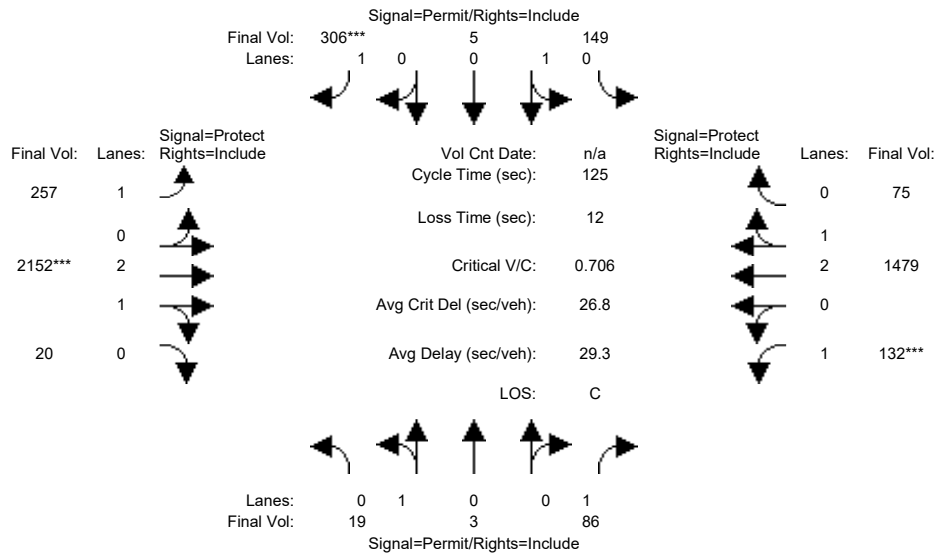 Signal=Permit/Rights=Include
Final Vol: 306*** 5 149
Lanes: 1 0 0 1 0
Signal=Protect Signal=Protect
Final Vol: Lanes: Rights=Include Vol Cnt Date: n/a Rights=Include Lanes: Final Vol:
Cycle Time (sec): 125
257 1 0 75
Loss Time (sec): 12
0 1
2152*** 2 Critical V/C: 0.706 2 1479
1 Avg Crit Del (sec/veh): 26.8 0
20 0 Avg Delay (sec/veh): 29.3 1 132***
LOS: C
Lanes: 0 1 0 0 1
Final Vol: 19 3 86
Signal=Permit/Rights=Include